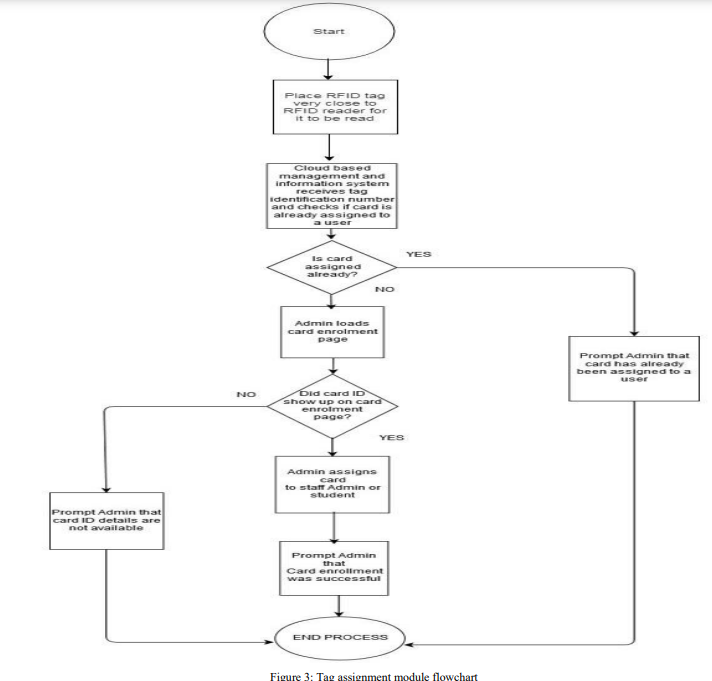 Start
Place RFID tag
very close to
RFID reader for
it to be read
Cloud based
management and
information system
receives tag
identification number
and checks if card is
already assigned to
a user
Is card
assigned
already?
YES
NO
Admin loads
card enrolment
page
Prompt Admin that
card has already
been assigned to a
user
Did card ID
show up on card
enrolment
page?
NO
YES
Admin assigns
card
to staff Admin or
student
Prompt Admin that
card ID details are
not available
Prompt Admin
that
Card enrollment
was successful
END PROCESS
Figure 3: Tag assignment module flowchart